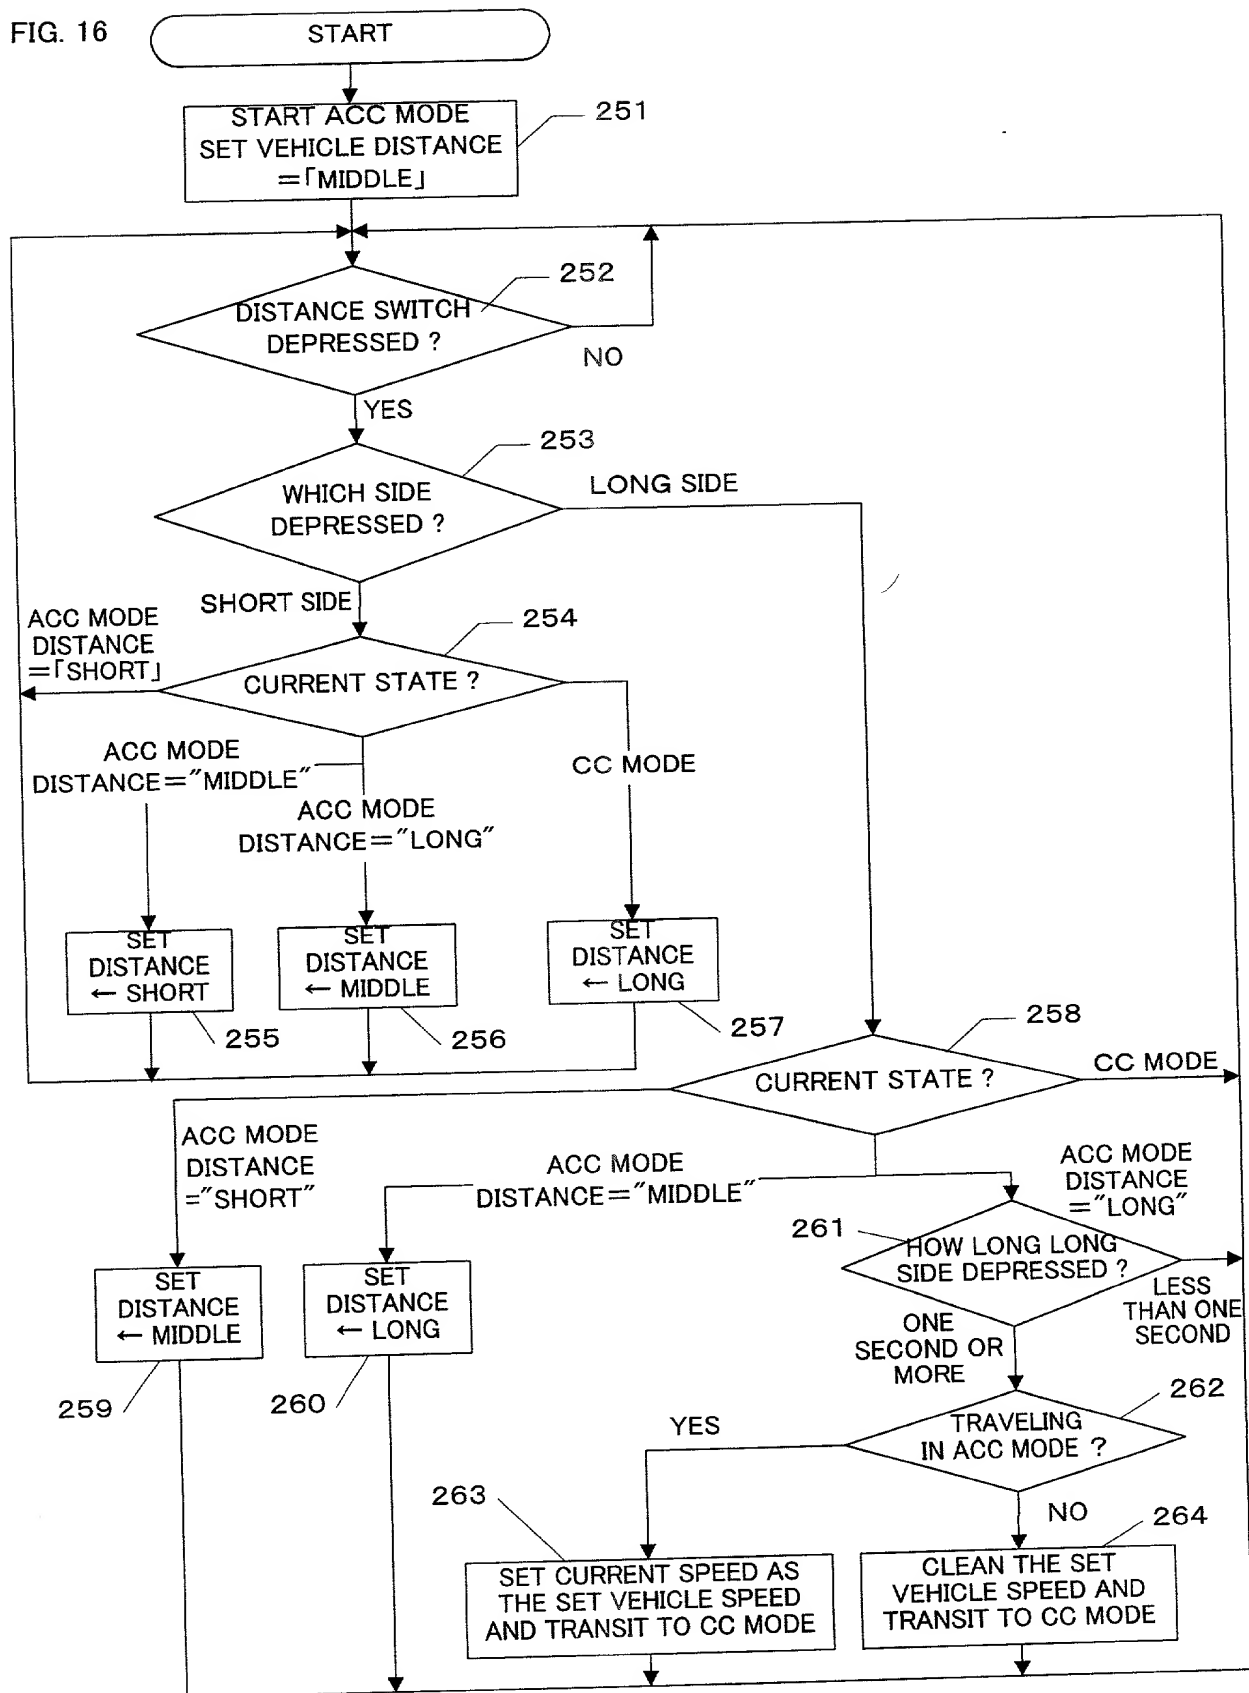 FIG. 16
START
START ACC MODE
SET VEHICLE DISTANCE
=「MIDDLE」
251
252
DISTANCE SWITCH
DEPRESSED ?
NO
YES
253
WHICH SIDE
DEPRESSED ?
LONG SIDE
SHORT SIDE
254
ACC MODE
DISTANCE
=「SHORT」
CURRENT STATE ?
ACC MODE
DISTANCE="MIDDLE"
ACC MODE
DISTANCE="LONG"
CC MODE
SET
DISTANCE
← SHORT
255
SET
DISTANCE
← MIDDLE
256
SET
DISTANCE
← LONG
257
258
CURRENT STATE ?
CC MODE
ACC MODE
DISTANCE
="SHORT"
ACC MODE
DISTANCE="MIDDLE"
ACC MODE
DISTANCE
="LONG"
261
HOW LONG LONG
SIDE DEPRESSED ?
LESS
THAN ONE
SECOND
ONE
SECOND OR
MORE
SET
DISTANCE
← MIDDLE
259
SET
DISTANCE
← LONG
260
262
TRAVELING
IN ACC MODE ?
YES
NO
263
SET CURRENT SPEED AS
THE SET VEHICLE SPEED
AND TRANSIT TO CC MODE
264
CLEAN THE SET
VEHICLE SPEED AND
TRANSIT TO CC MODE